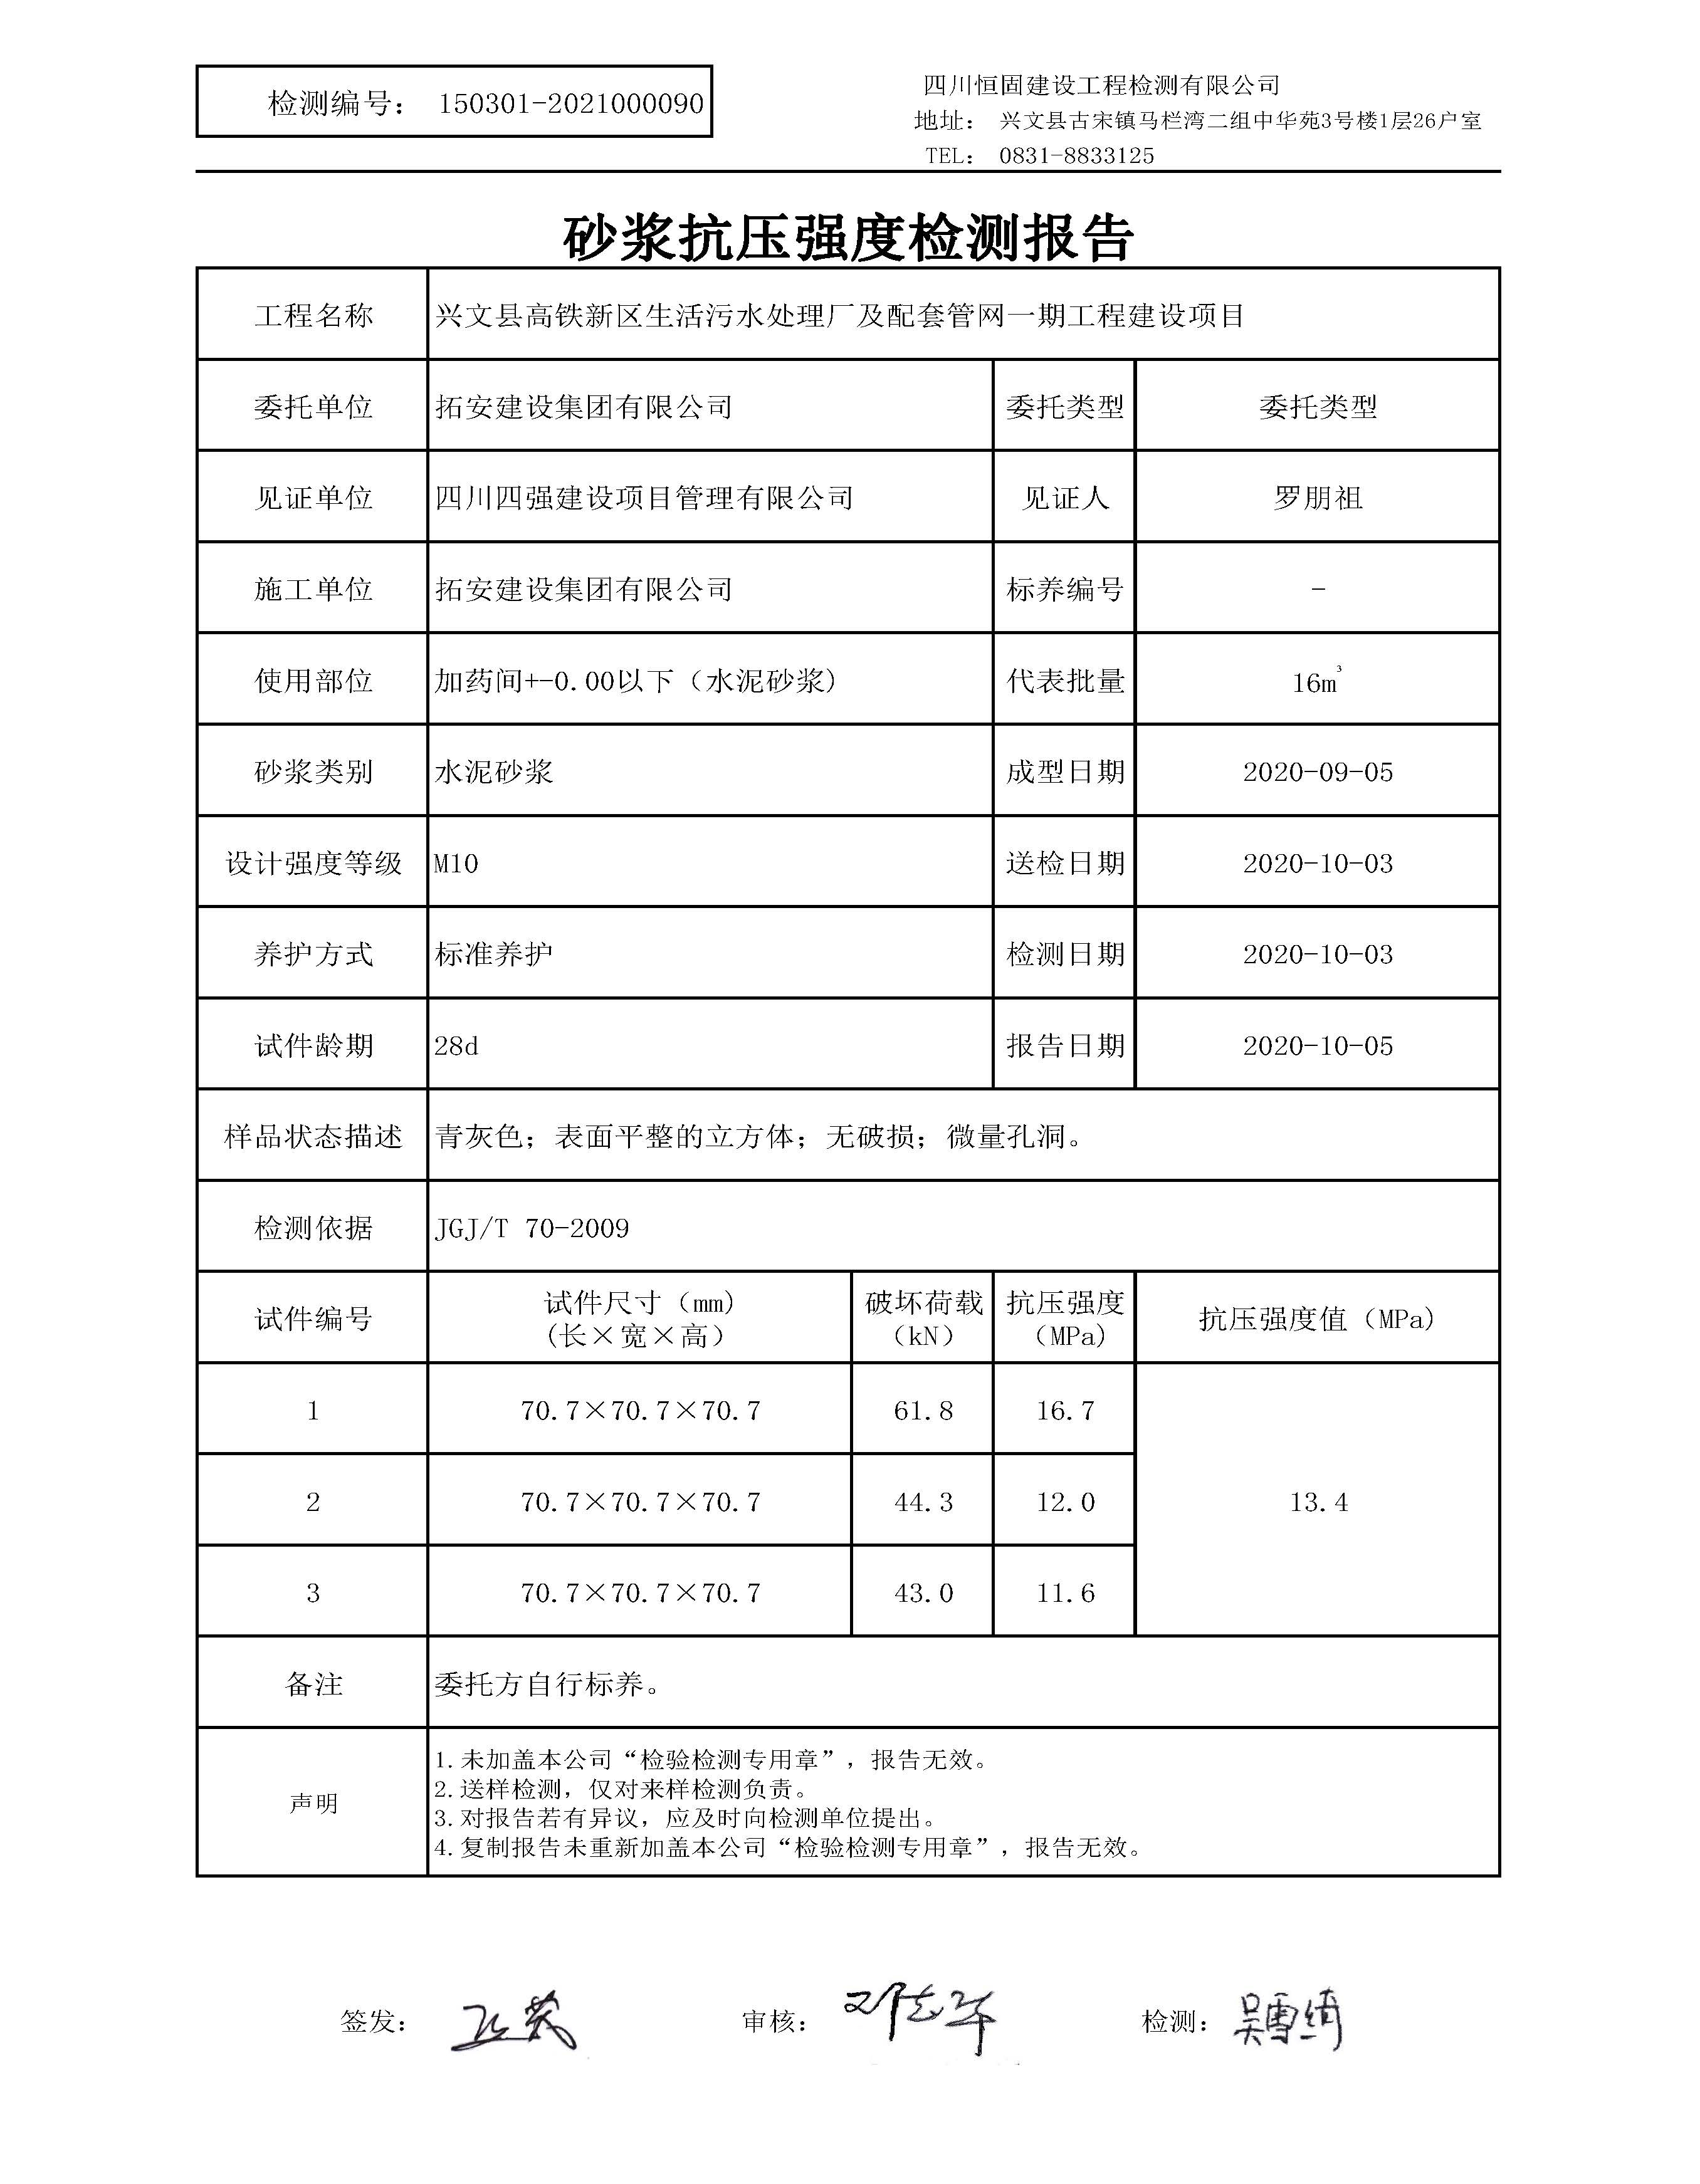 检测编号： 150301-2021000090
四川恒固建设工程检测有限公司
地址： 兴文县古宋镇马栏湾二组中华苑3号楼1层26户室
TEL： 0831-8833125
砂浆抗压强度检测报告
工程名称 兴文县高铁新区生活污水处理厂及配套管网一期工程建设项目
委托单位 拓安建设集团有限公司 委托类型 委托类型
见证单位 四川四强建设项目管理有限公司 见证人 罗朋祖
施工单位 拓安建设集团有限公司 标养编号 -
使用部位 加药间+-0.00以下（水泥砂浆） 代表批量 16m³
砂浆类别 水泥砂浆 成型日期 2020-09-05
设计强度等级 M10 送检日期 2020-10-03
养护方式 标准养护 检测日期 2020-10-03
试件龄期 28d 报告日期 2020-10-05
样品状态描述 青灰色；表面平整的立方体；无破损；微量孔洞。
检测依据 JGJ/T 70-2009
试件编号 试件尺寸（mm） 破坏荷载 抗压强度 抗压强度值（MPa）
（长×宽×高） （kN） （MPa）
1 70.7×70.7×70.7 61.8 16.7
2 70.7×70.7×70.7 44.3 12.0 13.4
3 70.7×70.7×70.7 43.0 11.6
备注 委托方自行标养。
声明
1.未加盖本公司“检验检测专用章”，报告无效。
2.送样检测，仅对来样检测负责。
3.对报告若有异议，应及时向检测单位提出。
4.复制报告未重新加盖本公司“检验检测专用章”，报告无效。
签发： 审核： 检测：吴雪绮